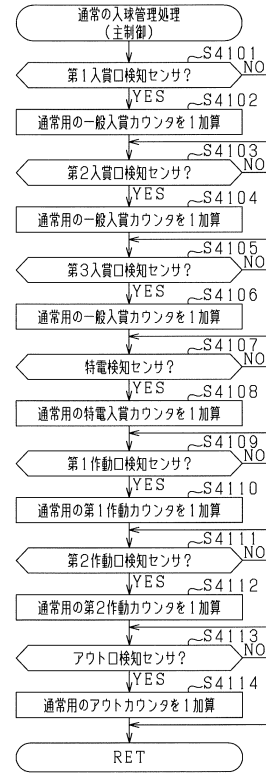 通常の入球管理処理
(主制御)
S4101
第1入賞口検知センサ?
NO
YES
S4102
通常用の一般入賞カウンタを1加算
S4103
第2入賞口検知センサ?
NO
YES
S4104
通常用の一般入賞カウンタを1加算
S4105
第3入賞口検知センサ?
NO
YES
S4106
通常用の一般入賞カウンタを1加算
S4107
特電検知センサ?
NO
YES
S4108
通常用の特電入賞カウンタを1加算
S4109
第1作動口検知センサ?
NO
YES
S4110
通常用の第1作動カウンタを1加算
S4111
第2作動口検知センサ?
NO
YES
S4112
通常用の第2作動カウンタを1加算
S4113
アウト口検知センサ?
NO
YES
S4114
通常用のアウトカウンタを1加算
RET